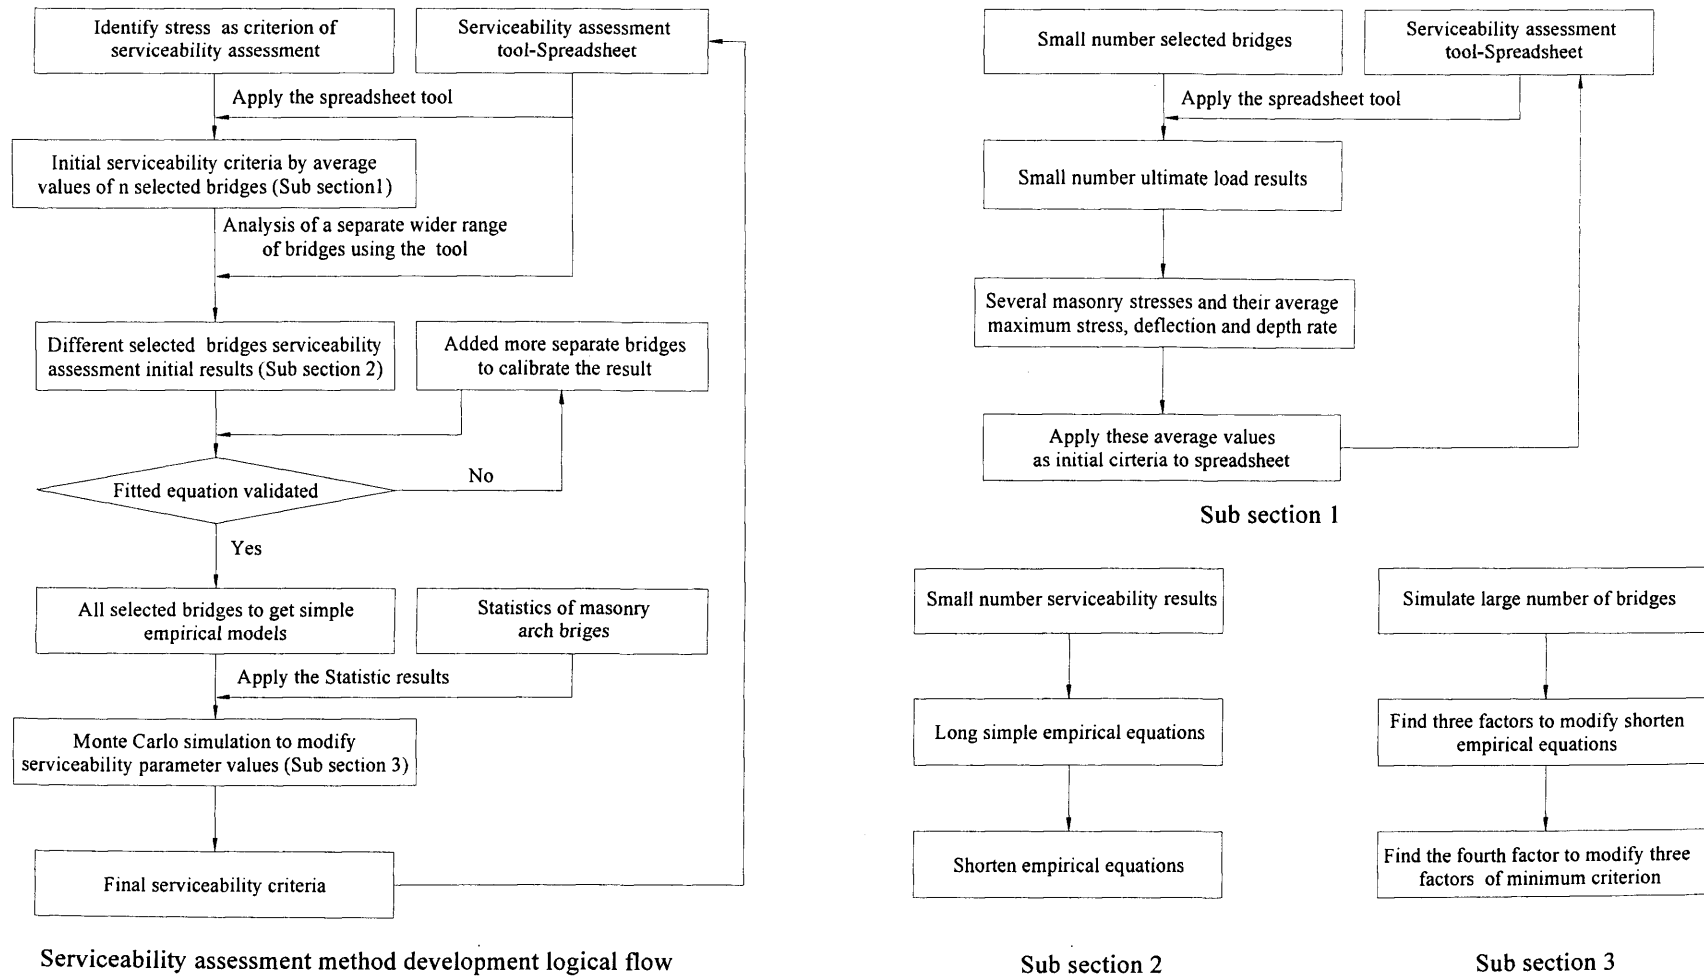 Identify stress as criterion of
serviceability assessment
Serviceability assessment
tool-Spreadsheet
Apply the spreadsheet tool
Initial serviceability criteria by average
values of n selected bridges (Sub section1)
Analysis of a separate wider range
of bridges using the tool
Different selected bridges serviceability
assessment initial results (Sub section 2)
Added more separate bridges
to calibrate the result
Fitted equation validated
No
Yes
All selected bridges to get simple
empirical models
Statistics of masonry
arch briges
Apply the Statistic results
Monte Carlo simulation to modify
serviceability parameter values (Sub section 3)
Final serviceability criteria
Serviceability assessment method development logical flow
Small number selected bridges
Serviceability assessment
tool-Spreadsheet
Apply the spreadsheet tool
Small number ultimate load results
Several masonry stresses and their average
maximum stress, deflection and depth rate
Apply these average values
as initial cirteria to spreadsheet
Sub section 1
Small number serviceability results
Long simple empirical equations
Shorten empirical equations
Sub section 2
Simulate large number of bridges
Find three factors to modify shorten
empirical equations
Find the fourth factor to modify three
factors of minimum criterion
Sub section 3